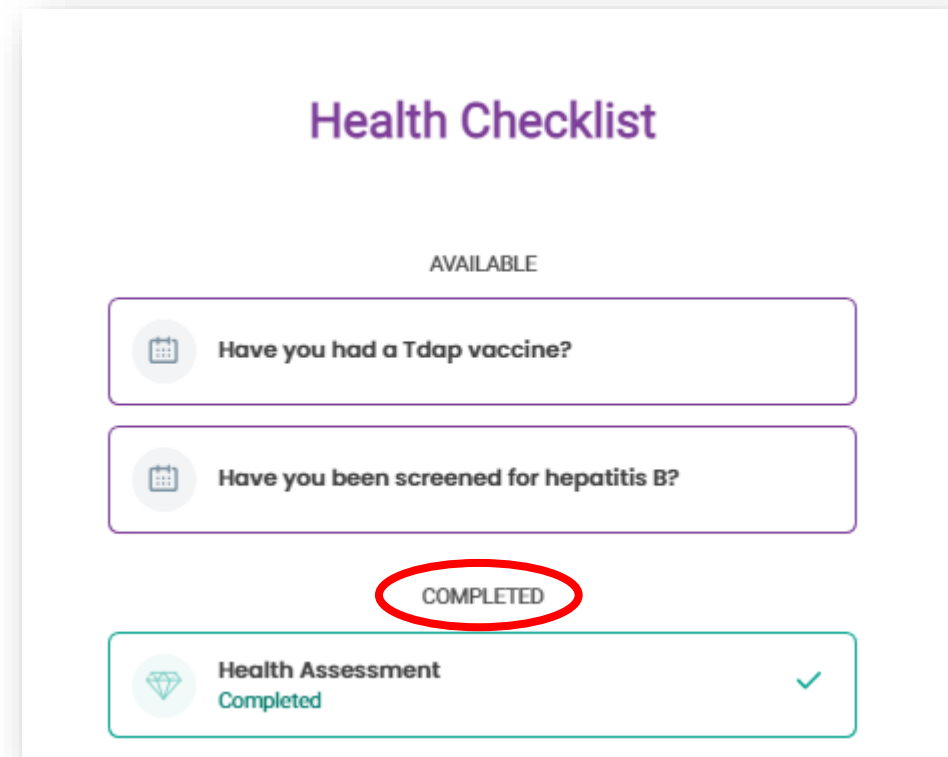 Health Checklist
AVAILABLE
Have you had a Tdap vaccine?
Have you been screened for hepatitis B?
COMPLETED
Health Assessment
Completed